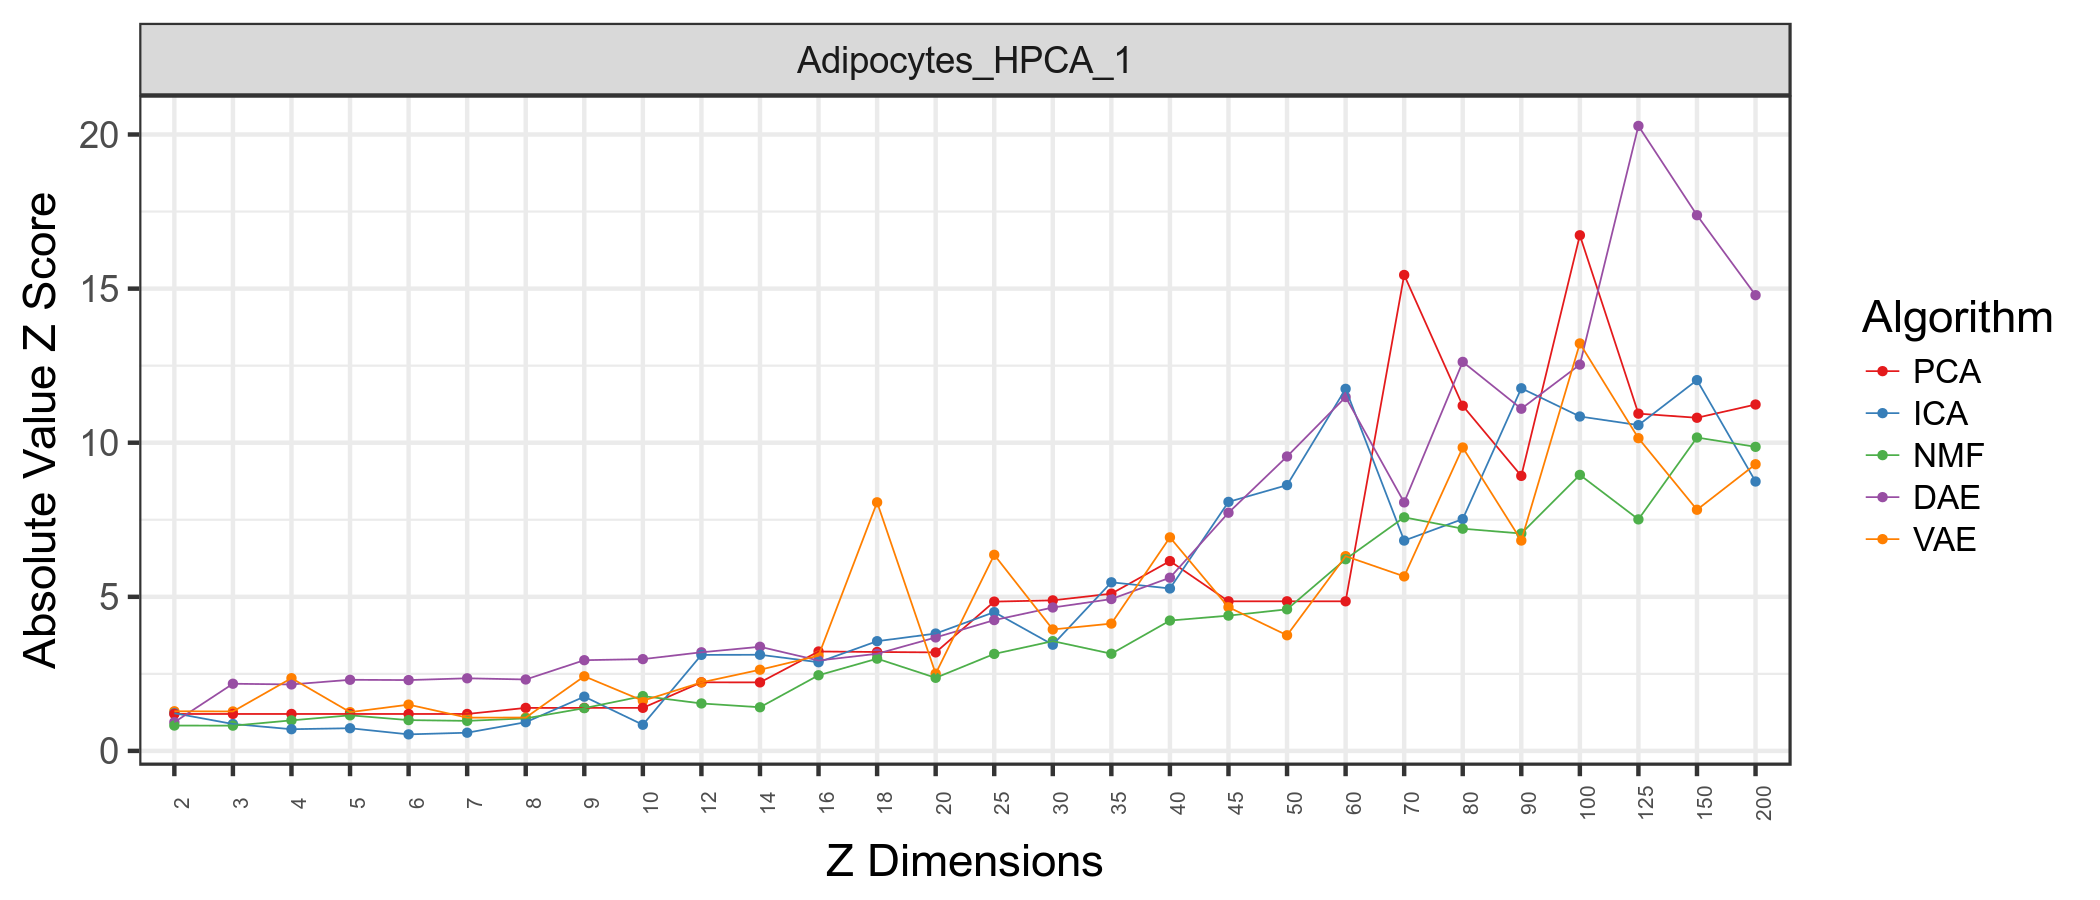 Adipocytes_HPCA_1
20
15
10
5
0
Absolute Value Z Score
2 3 4 5 6 7 8 9 10 12 14 16 18 20 25 30 35 40 45 50 60 70 80 90 100 125 150 200
Z Dimensions
Algorithm
PCA
ICA
NMF
DAE
VAE